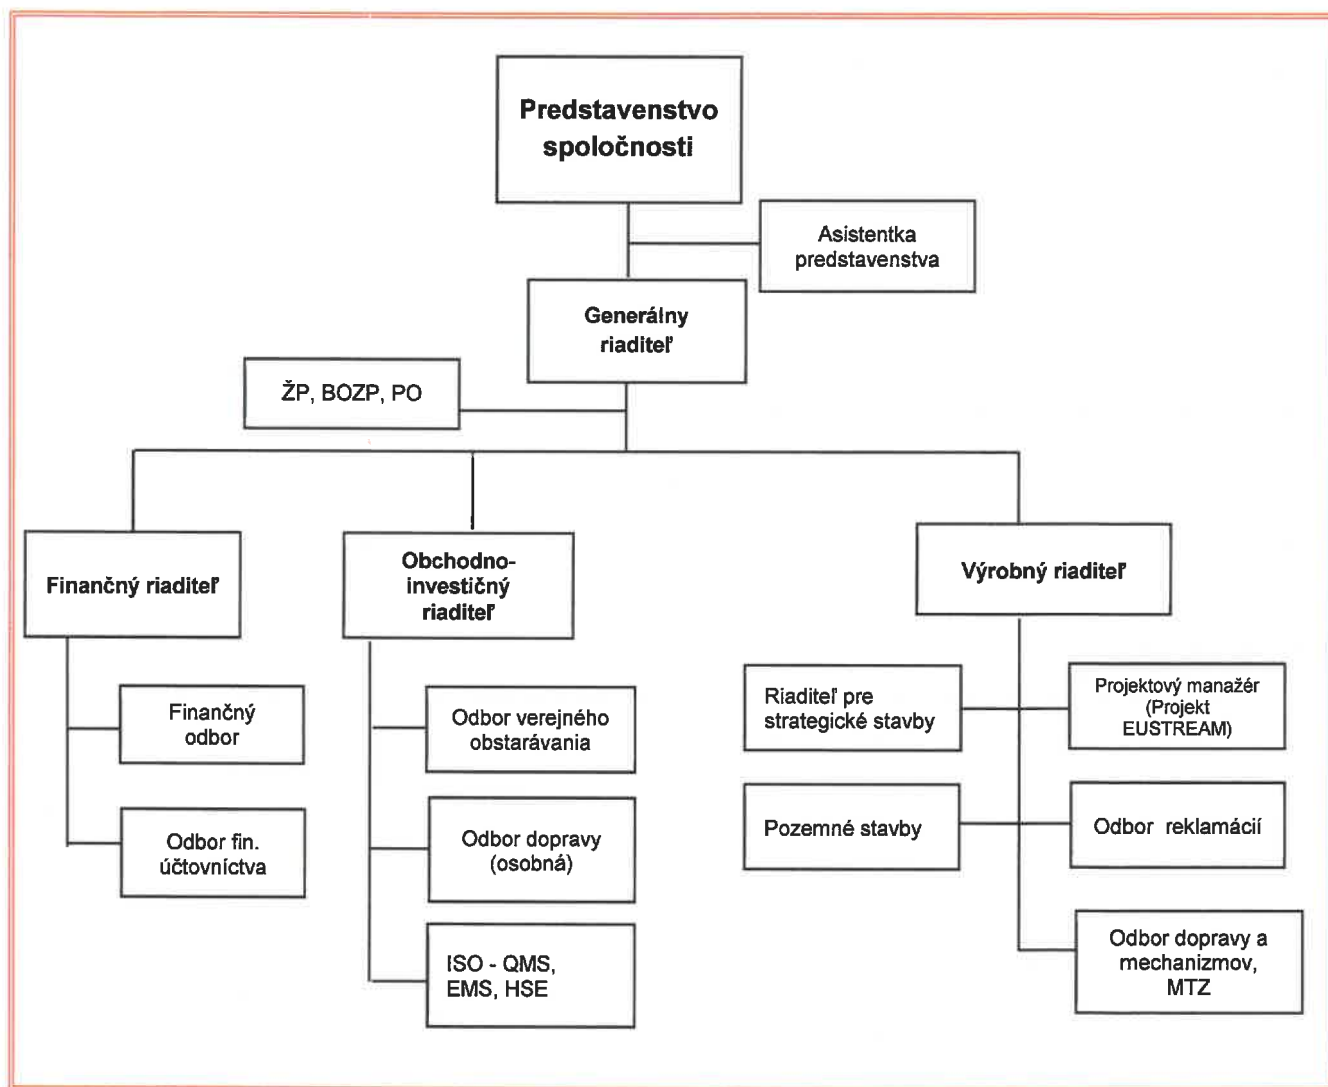 Predstavenstvo
spoločnosti
Asistentka
predstavenstva
Generálny
riaditeľ
ŽP, BOZP, PO
Finančný riaditeľ
Obchodno-
investičný
riaditeľ
Výrobný riaditeľ
Finančný
odbor
Odbor fin.
účtovníctva
Odbor verejného
obstarávania
Odbor dopravy
(osobná)
ISO - QMS,
EMS, HSE
Riaditeľ pre
strategické stavby
Projektový manažér
(Projekt
EUSTREAM)
Pozemné stavby
Odbor reklamácií
Odbor dopravy a
mechanizmov,
MTZ